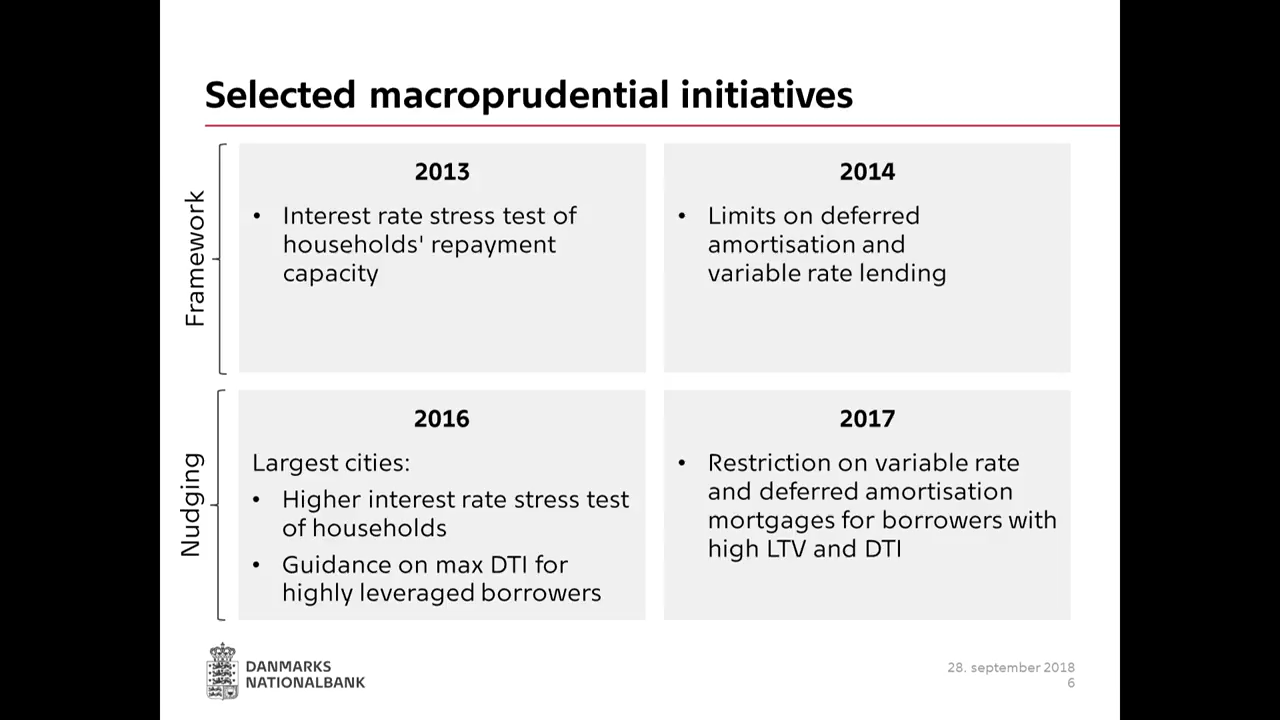 Selected macroprudential initiatives
Framework
2013
• Interest rate stress test of
households' repayment
capacity
2014
• Limits on deferred
amortisation and
variable rate lending
Nudging
2016
Largest cities:
• Higher interest rate stress test
of households
• Guidance on max DTI for
highly leveraged borrowers
2017
• Restriction on variable rate
and deferred amortisation
mortgages for borrowers with
high LTV and DTI
DANMARKS
NATIONALBANK
28. september 2018
6